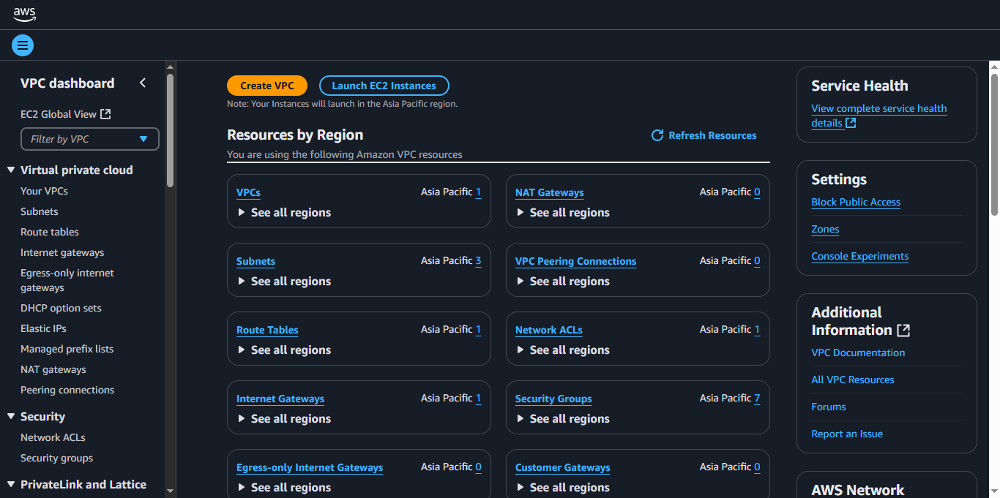 aws
VPC dashboard
EC2 Global View
Filter by VPC
Virtual private cloud
Your VPCs
Subnets
Route tables
Internet gateways
Egress-only internet
gateways
DHCP option sets
Elastic IPs
Managed prefix lists
NAT gateways
Peering connections
Security
Network ACLs
Security groups
PrivateLink and Lattice
Create VPC
Launch EC2 Instances
Note: Your Instances will launch in the Asia Pacific region.
Resources by Region
Refresh Resources
You are using the following Amazon VPC resources
VPCs
Asia Pacific 1
See all regions
NAT Gateways
Asia Pacific 0
See all regions
Subnets
Asia Pacific 3
See all regions
VPC Peering Connections
Asia Pacific 0
See all regions
Route Tables
Asia Pacific 1
See all regions
Network ACLs
Asia Pacific 1
See all regions
Internet Gateways
Asia Pacific 1
See all regions
Security Groups
Asia Pacific 7
See all regions
Egress-only Internet Gateways
Asia Pacific 0
See all regions
Customer Gateways
Asia Pacific 0
See all regions
Service Health
View complete service health
details
Settings
Block Public Access
Zones
Console Experiments
Additional
Information
VPC Documentation
All VPC Resources
Forums
Report an Issue
AWS Network